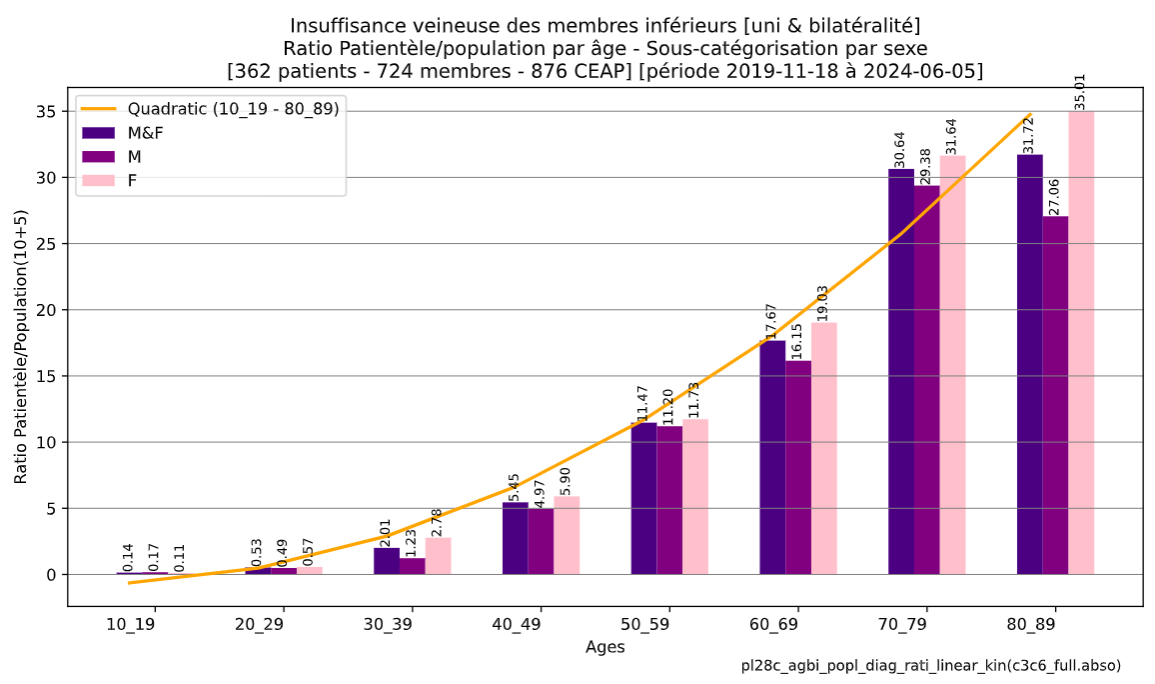 Insuffisance veineuse des membres inférieurs [uni & bilatéralité]
Ratio Patientèle/population par âge - Sous-catégorisation par sexe
[362 patients - 724 membres - 876 CEAP] [période 2019-11-18 à 2024-06-05]
Quadratic (10_19 - 80_89)
M&F
M
F
Ratio Patientèle/Population(10+5)
35
30
25
20
15
10
5
0
0.14 0.17 0.11
0.53 0.49 0.57
2.01 1.23 2.78
5.45 4.97 5.90
11.47 11.20 11.73
17.67 16.15 19.03
30.64 29.38 31.64
31.72 27.06 35.01
10_19 20_29 30_39 40_49 50_59 60_69 70_79 80_89
Ages
pl28c_agbi_popl_diag_rati_linear_kin(c3c6_full.abso)